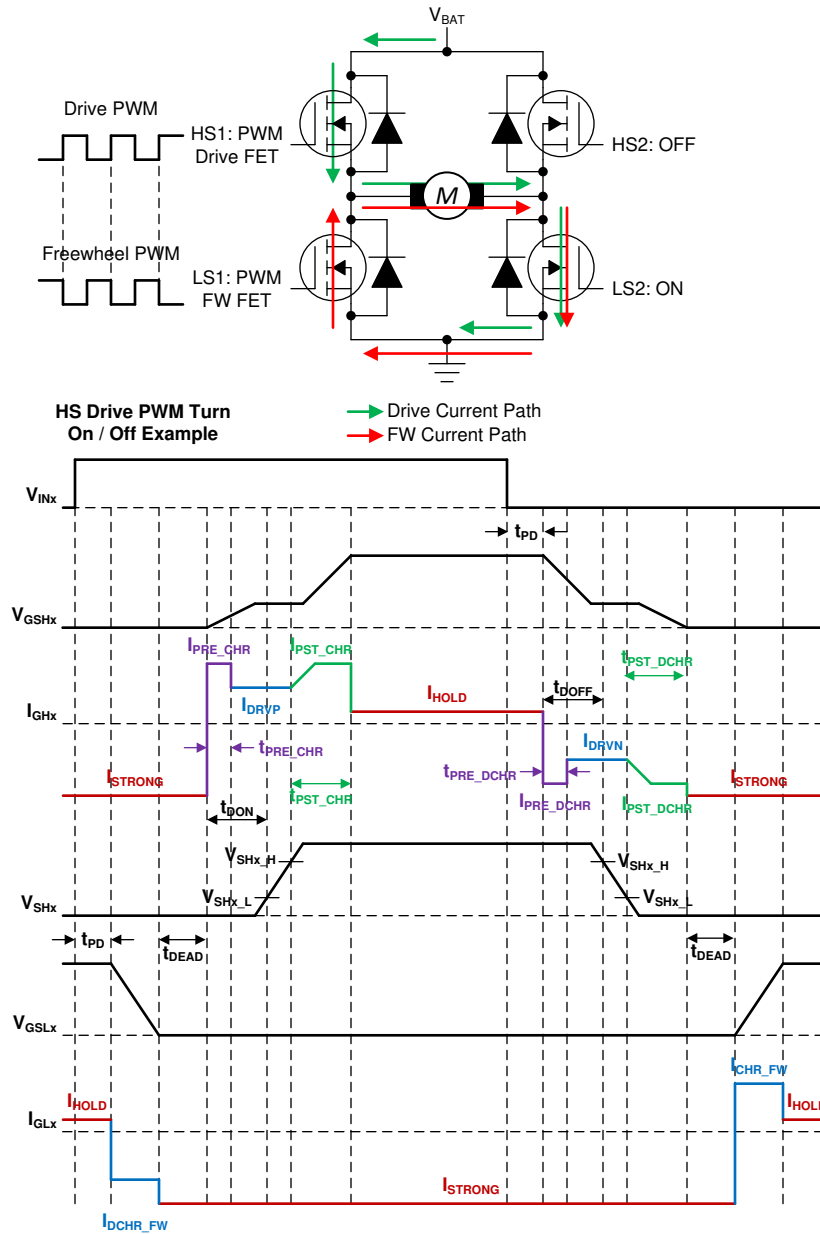 VBAT
Drive PWM
HS1: PWM
Drive FET
HS2: OFF
M
Freewheel PWM
LS1: PWM
FW FET
LS2: ON
HS Drive PWM Turn
On / Off Example
Drive Current Path
FW Current Path
VINx
tPD
VGSHx
IPRE_CHR
IPST_CHR
tPST_DCHR
IHOLD
tDOFF
IDRVP
IGHx
IDRVN
tPRE_CHR
tPRE_DCHR
ISTRONG
ISTRONG
tPST_CHR
IPRE_DCHR
IPST_DCHR
tDON
VSHx_H
VSHx_H
VSHx_L
VSHx_L
VSHx
tPD
tDEAD
tDEAD
VGSLx
ICHR_FW
IHOLD
IHOLD
IGLx
ISTRONG
IDCHR_FW